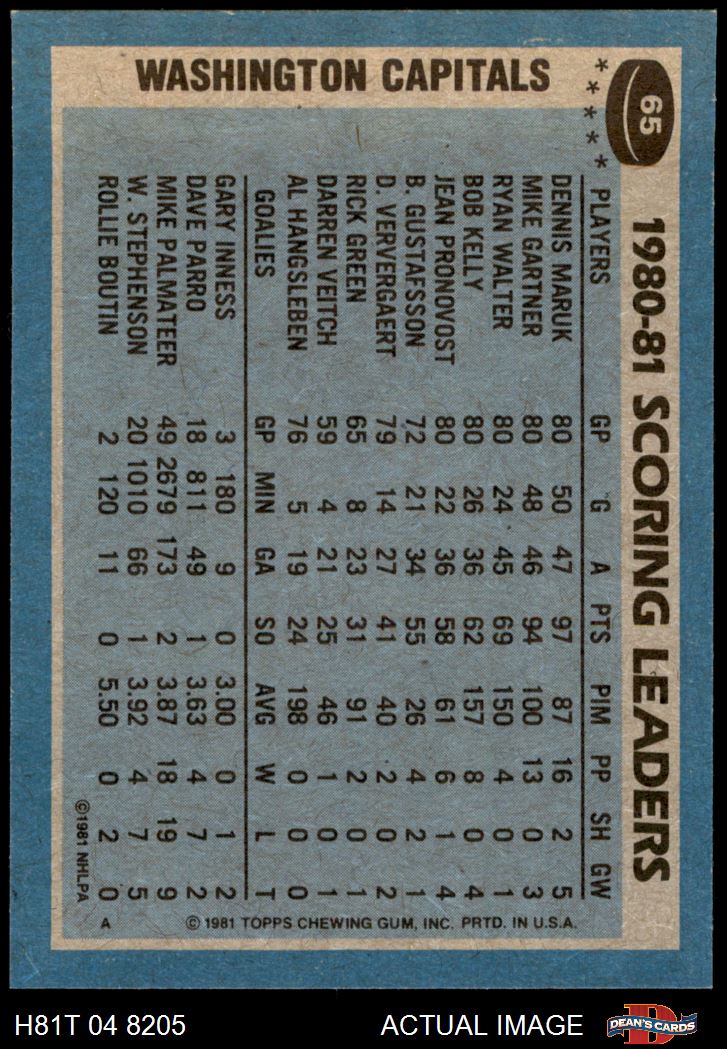 WASHINGTON CAPITALS
65
1980-81 SCORING LEADERS
PLAYERS GP G A PTS PIM PP SH GW
DENNIS MARUK 80 50 47 97 87 16 2 5
MIKE GARTNER 80 48 46 94 100 13 0 3
RYAN WALTER 80 24 45 69 150 4 0 1
BOB KELLY 80 26 36 62 157 8 0 4
JEAN PRONOVOST 80 22 36 58 61 6 1 4
B. GUSTAFSSON 72 21 34 55 26 4 2 1
D. VERVERGAERT 79 14 27 41 40 2 0 2
RICK GREEN 65 8 23 31 91 2 0 1
DARREN VEITCH 59 4 21 25 46 1 0 1
AL HANGSLEBEN 76 5 19 24 198 0 0 0
GOALIES GP MIN GA SO AVG W L T
GARY INNESS 3 180 9 0 3.00 0 1 2
DAVE PARRO 18 811 49 1 3.63 4 7 2
MIKE PALMATEER 49 2679 173 2 3.87 18 19 9
W. STEPHENSON 20 1010 66 1 3.92 4 7 5
ROLLIE BOUTIN 2 120 11 0 5.50 0 2 0
©1981 NHLPA
A © 1981 TOPPS CHEWING GUM, INC. PRTD. IN U.S.A.
H81T 04 8205 ACTUAL IMAGE DEAN'S CARDS